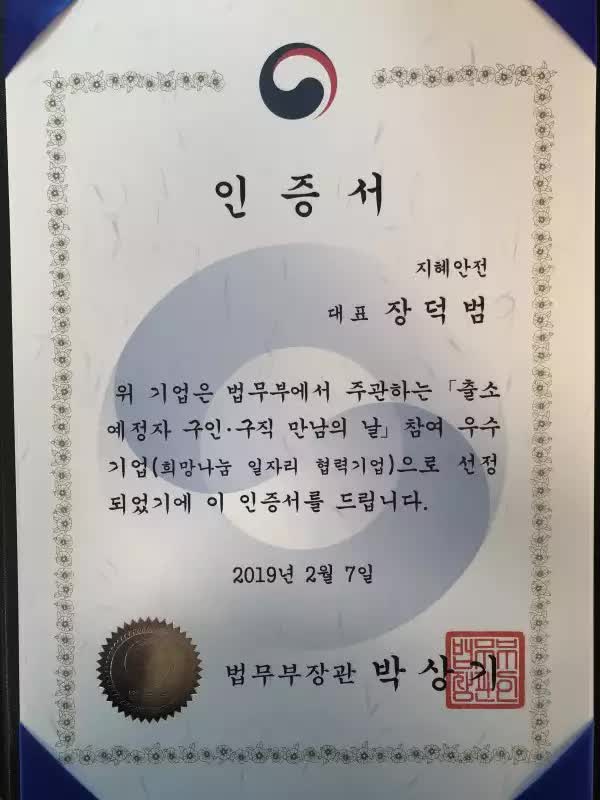 인증서
지혜안전
대표 장덕범
위 기업은 법무부에서 주관하는 「출소
예정자 구인·구직 만남의 날」 참여 우수
기업(희망나눔 일자리 협력기업)으로 선정
되었기에 이 인증서를 드립니다.
2019년 2월 7일
법무부장관 박상기